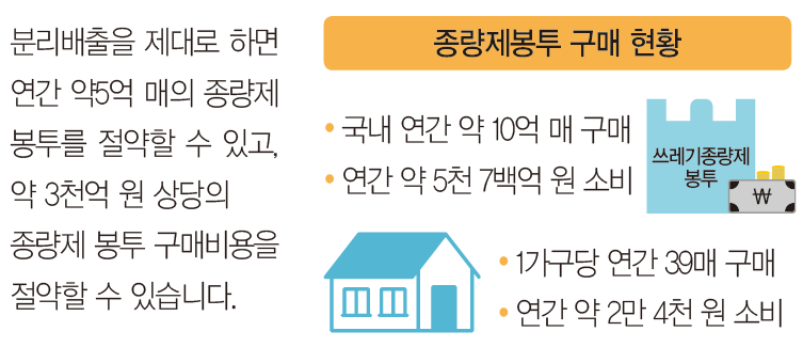 분리배출을 제대로 하면
연간 약5억 매의 종량제
봉투를 절약할 수 있고,
약 3천억 원 상당의
종량제 봉투 구매비용을
절약할 수 있습니다.
종량제봉투 구매 현황
• 국내 연간 약 10억 매 구매
• 연간 약 5천 7백억 원 소비
쓰레기종량제
봉투
₩
• 1가구당 연간 39매 구매
• 연간 약 2만 4천 원 소비